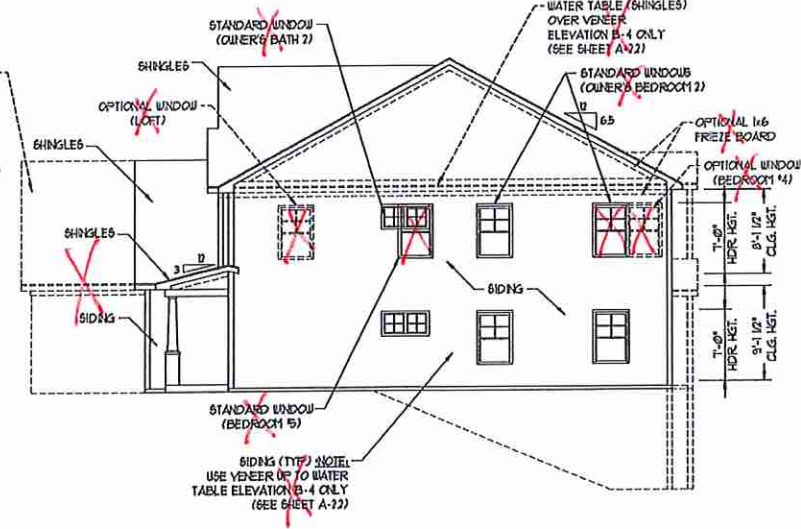 WATER TABLE (SHINGLES)
OVER VENEER
ELEVATION B-4 ONLY
(SEE SHEET A-22)
STANDARD WINDOW
(OWNER'S BATH 2)
SHINGLES
STANDARD WINDOWS
(OWNER'S BEDROOM 2)
OPTIONAL WINDOW
(LOFT)
12
6.5
OPTIONAL 1x6
FREIZE BOARD
SHINGLES
OPTIONAL WINDOW
(BEDROOM #4)
SHINGLES
12
3
7'-0"
HDR. HGT.
8'-1 1/2"
CLG. HGT.
SIDING
SIDING
7'-0"
HDR. HGT.
9'-1 1/2"
CLG. HGT.
STANDARD WINDOW
(BEDROOM #5)
SIDING (TYP.) NOTE:
USE VENEER UP TO WATER
TABLE ELEVATION B-4 ONLY
(SEE SHEET A-22)